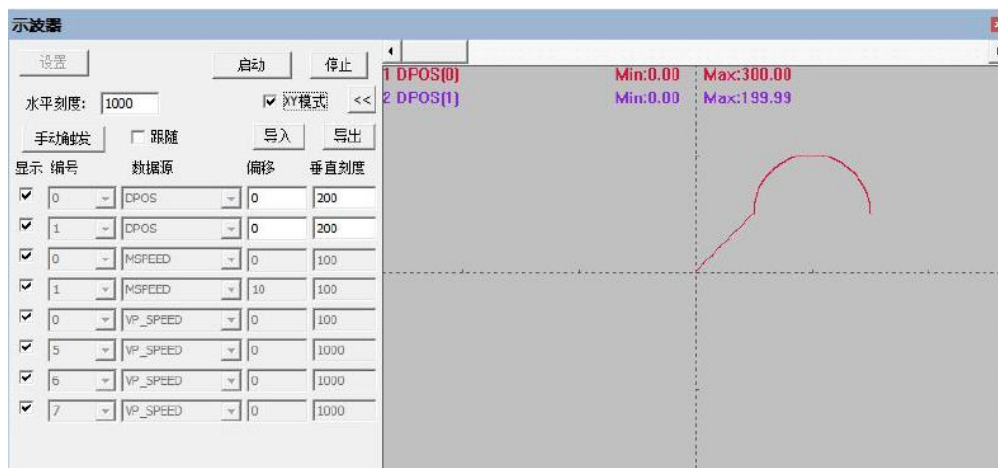 示波器
设置 启动 停止
水平刻度: 1000 XY模式 <<
手动触发 跟随 导入 导出
显示 编号 数据源 偏移 垂直刻度
0 DPOS 0 200
1 DPOS 0 200
0 MSPEED 0 100
1 MSPEED 10 100
0 VP_SPEED 0 100
5 VP_SPEED 0 1000
6 VP_SPEED 0 1000
7 VP_SPEED 0 1000
1 DPOS(0) Min:0.00 Max:300.00
2 DPOS(1) Min:0.00 Max:199.99